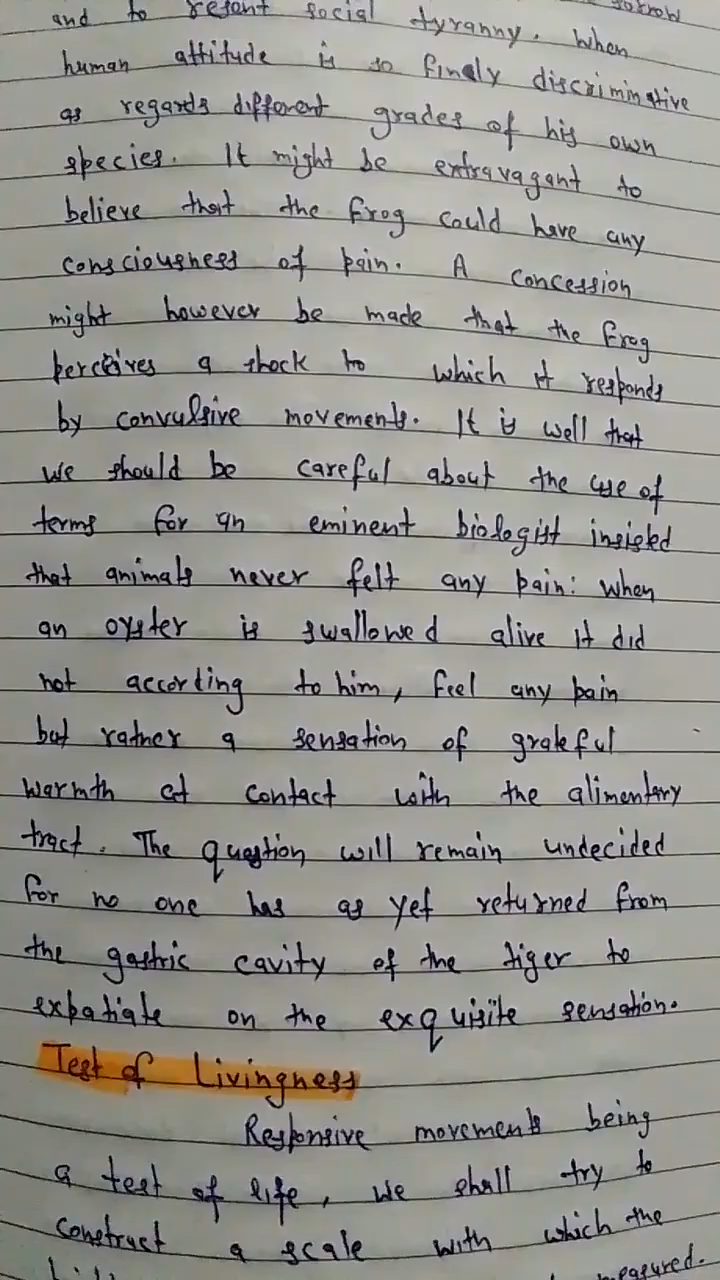 sorrow
and to resent social tyranny. When
human attitude is so finely discriminative
as regards different grades of his own
species. It might be extravagant to
believe that the frog could have any
consciousness of pain. A concession
might however be made that the frog
perceives a shock to which it responds
by convulsive movements. It is well that
we should be careful about the use of
terms for an eminent biologist insisted
that animals never felt any pain: when
an oyster is swallowed alive it did
not according to him, feel any pain
but rather a sensation of grateful
warmth at contact with the alimentary
tract. The question will remain undecided
for no one has as yet returned from
the gastric cavity of the tiger to
expatiate on the exquisite sensation.
Test of Livingness
Responsive movements being
a test of life, we shall try to
construct a scale with which the
measured.